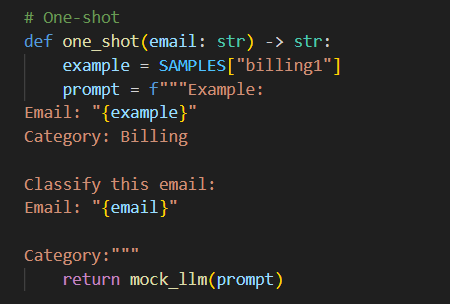 # One-shot
def one_shot(email: str) -> str:
    example = SAMPLES["billing1"]
    prompt = f"""Example:
Email: "{example}"
Category: Billing

Classify this email:
Email: "{email}"

Category:"""
    return mock_llm(prompt)